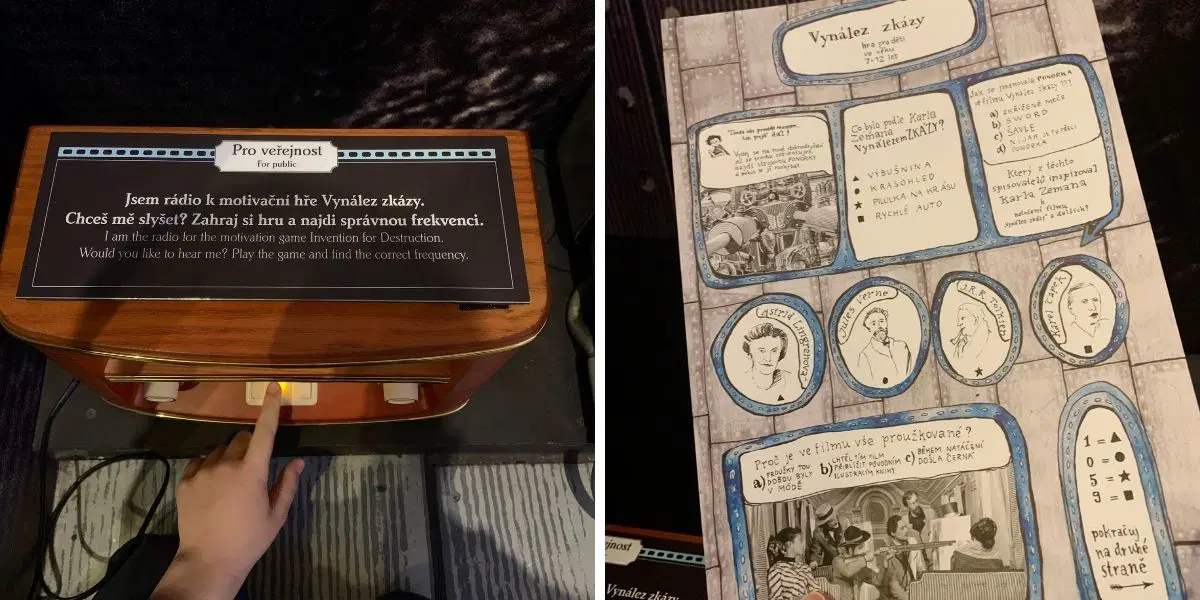 Pro veřejnost
For public
Jsem rádio k motivační hře Vynález zkázy.
Chceš mě slyšet? Zahraj si hru a najdi správnou frekvenci.
I am the radio for the motivation game Invention for Destruction.
Would you like to hear me? Play the game and find the correct frequency.
Vynález zkázy
hra pro děti
ve věku
7-12 let
Co bylo podle Karla
Zemana
Vynálezem ZKÁZY?
▲ VÝBUŠNINA
● KRASOHLED
★ PILULKA NA KRÁSU
■ RYCHLÉ AUTO
Jak se jmenovala PONORKA
ve filmu Vynález zkázy???
a) ZKŘÍŽENÉ MEČE
b) SWORD
c) ŠAVLE
d)
PONORKA
Který z těchto
spisovatelů inspiroval
Karla Zemana
k
natočení filmu
Vynález zkázy a dalších?
Astrid Lingrenová
▲
Jules Verne
●
J.R.R. Tolkien
★
Karel Čapek
■
Proč je ve filmu vše proužkované?
a) PROUŽKY TOU
DOBOU BYLY
V MÓDĚ
b) CHTĚL TÍM FILM
PŘIBLÍŽIT PŮVODNÍM
ILUSTRACÍM KNIHY
c) BĚHEM NATÁČENÍ
DOŠLA ČERNÁ
1 = ▲
0 = ●
5 = ★
9 = ■
pokračuj
na druhé
straně
Vynález zkázy